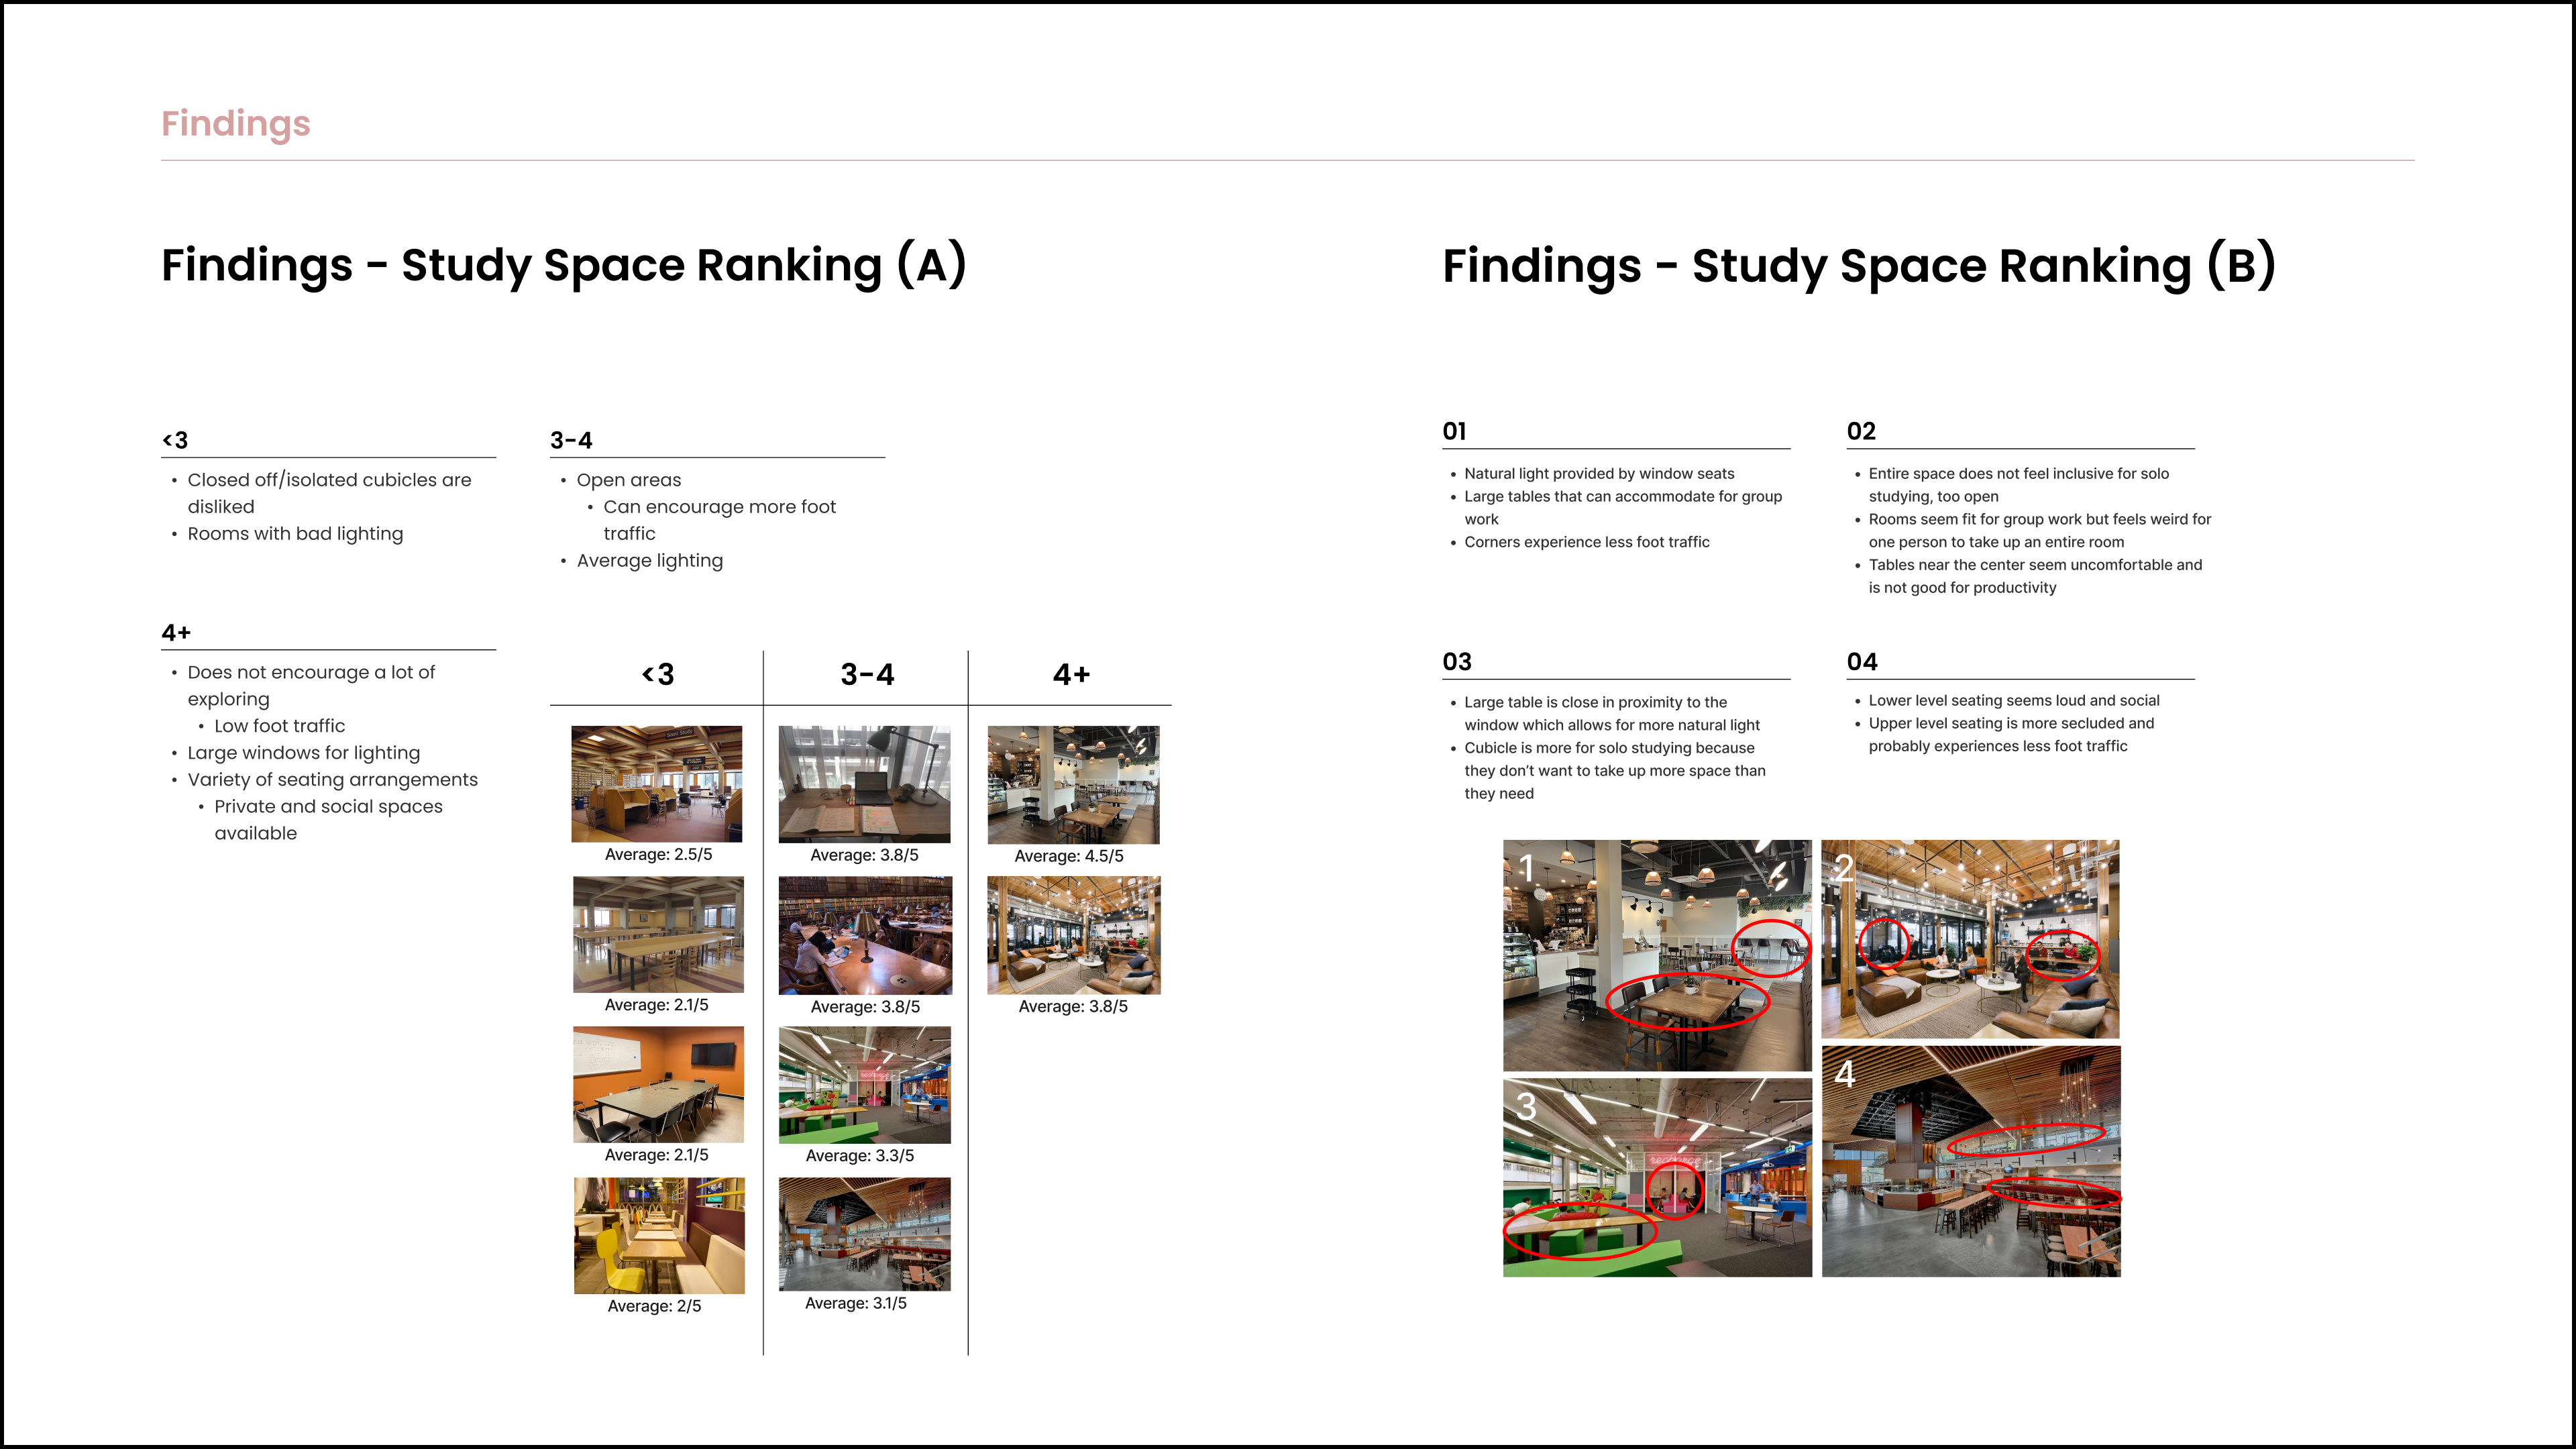 Findings
Findings - Study Space Ranking (A)
<3
• Closed off/isolated cubicles are
disliked
• Rooms with bad lighting
3-4
• Open areas
• Can encourage more foot
traffic
• Average lighting
4+
• Does not encourage a lot of
exploring
• Low foot traffic
• Large windows for lighting
• Variety of seating arrangements
• Private and social spaces
available
<3
3-4
4+
Average: 2.5/5
Average: 3.8/5
Average: 4.5/5
Average: 2.1/5
Average: 3.8/5
Average: 3.8/5
Average: 2.1/5
Average: 3.3/5
Average: 2/5
Average: 3.1/5
Findings - Study Space Ranking (B)
01
• Natural light provided by window seats
• Large tables that can accommodate for group
work
• Corners experience less foot traffic
02
• Entire space does not feel inclusive for solo
studying, too open
• Rooms seem fit for group work but feels weird for
one person to take up an entire room
• Tables near the center seem uncomfortable and
is not good for productivity
03
• Large table is close in proximity to the
window which allows for more natural light
• Cubicle is more for solo studying because
they don't want to take up more space than
they need
04
• Lower level seating seems loud and social
• Upper level seating is more secluded and
probably experiences less foot traffic
1
2
3
recharge
4